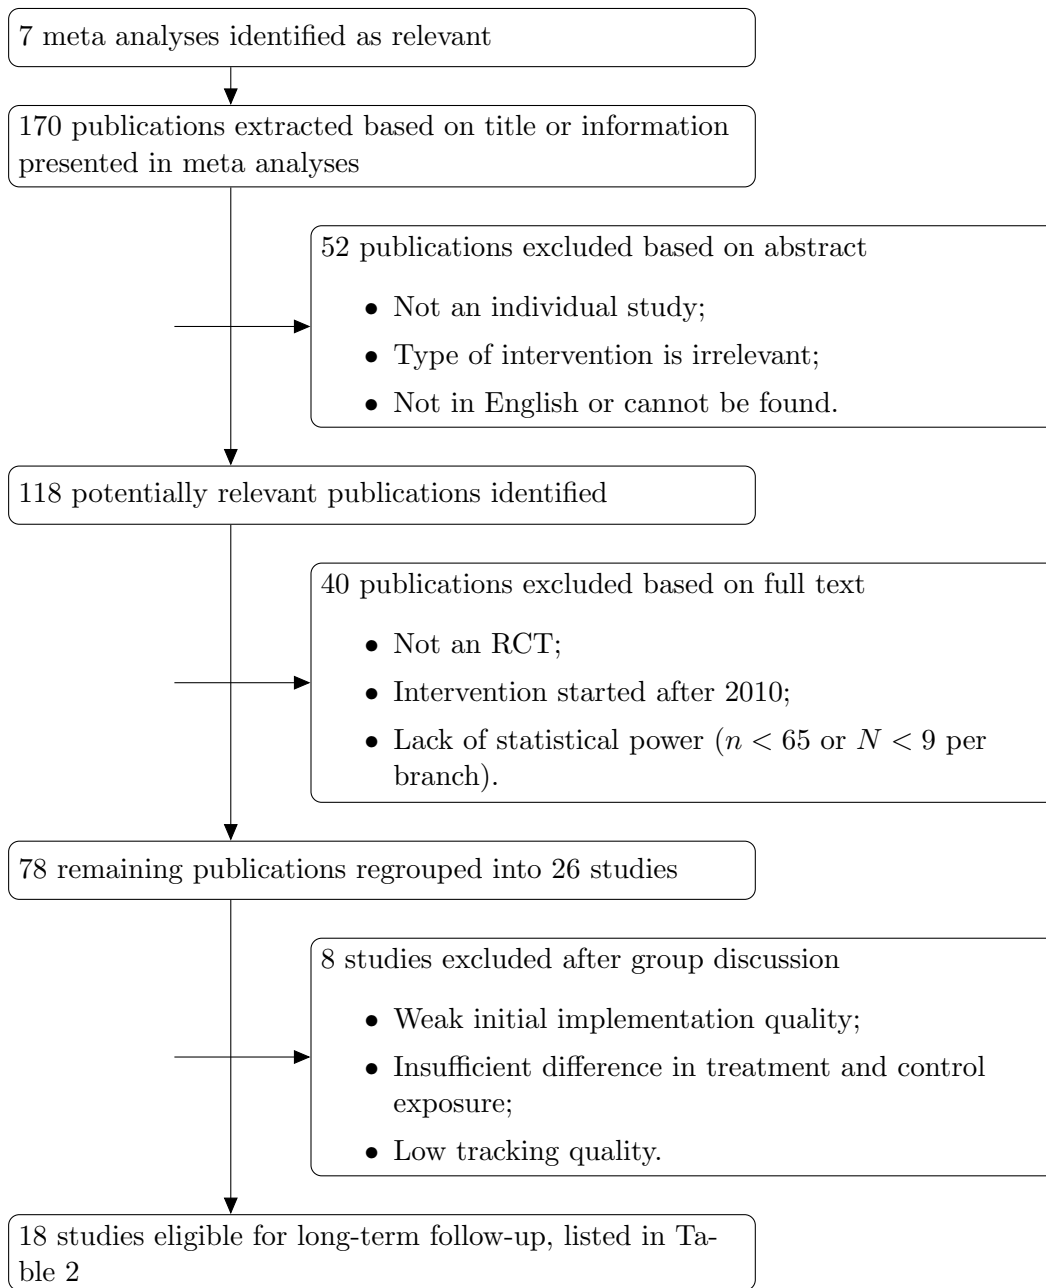 7 meta analyses identified as relevant
170 publications extracted based on title or information
presented in meta analyses
52 publications excluded based on abstract
• Not an individual study;
• Type of intervention is irrelevant;
• Not in English or cannot be found.
118 potentially relevant publications identified
40 publications excluded based on full text
• Not an RCT;
• Intervention started after 2010;
• Lack of statistical power (n < 65 or N < 9 per
branch).
78 remaining publications regrouped into 26 studies
8 studies excluded after group discussion
• Weak initial implementation quality;
• Insufficient difference in treatment and control
exposure;
• Low tracking quality.
18 studies eligible for long-term follow-up, listed in Ta-
ble 2